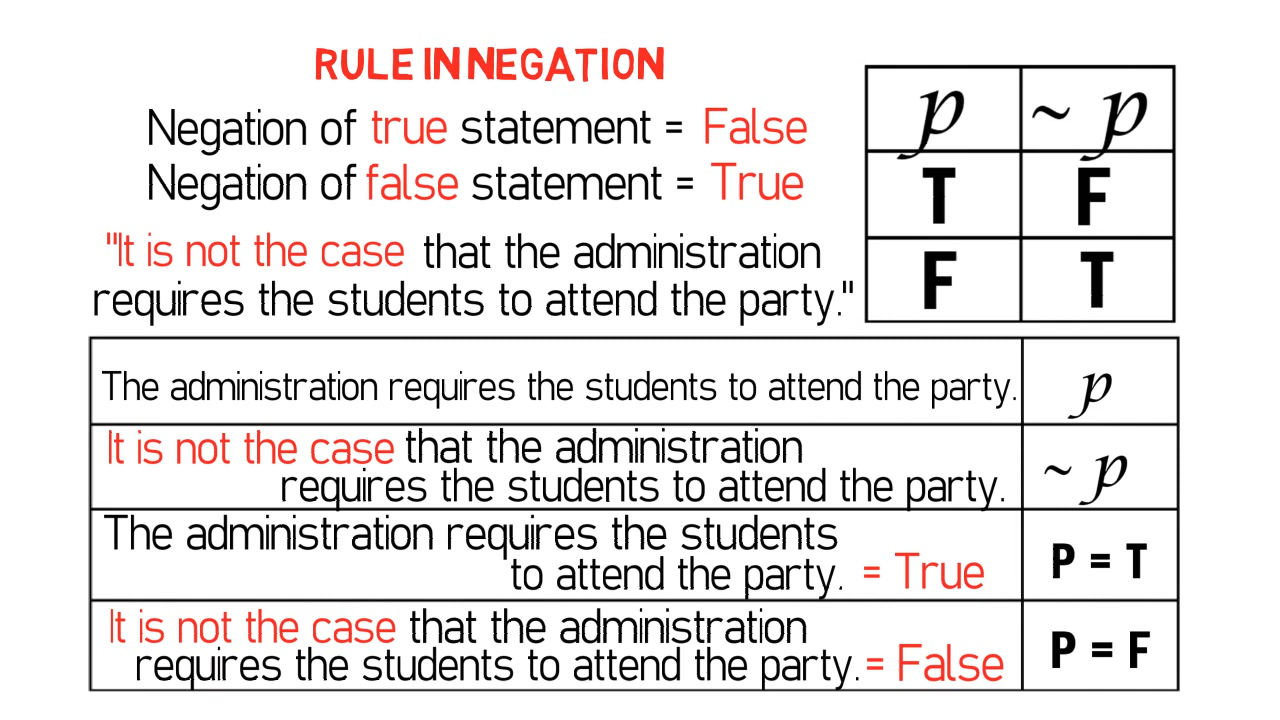 RULE IN NEGATION
Negation of true statement = False
Negation of false statement = True
"It is not the case that the administration
requires the students to attend the party."
p ~ p
T F
F T
The administration requires the students to attend the party. p
It is not the case that the administration
requires the students to attend the party. ~ p
The administration requires the students
to attend the party. = True P = T
It is not the case that the administration
requires the students to attend the party. = False P = F